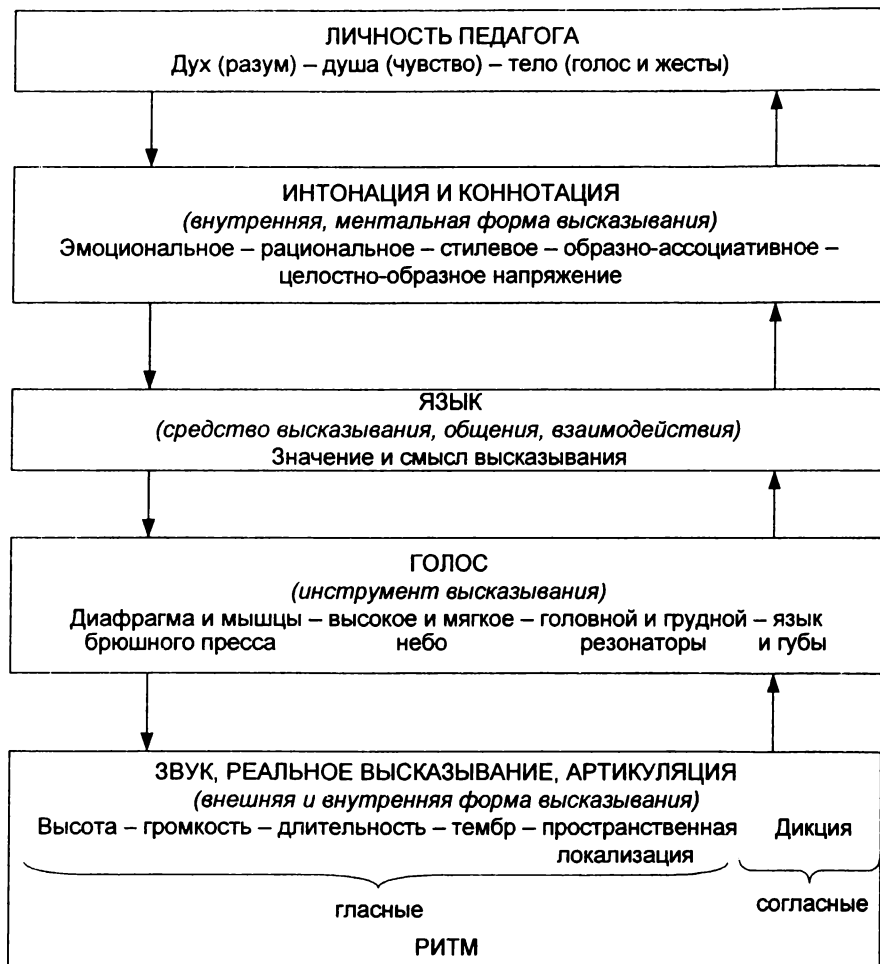 ЛИЧНОСТЬ ПЕДАГОГА
Дух (разум) – душа (чувство) – тело (голос и жесты)
ИНТОНАЦИЯ И КОННОТАЦИЯ
(внутренняя, ментальная форма высказывания)
Эмоциональное – рациональное – стилевое – образно-ассоциативное –
целостно-образное напряжение
ЯЗЫК
(средство высказывания, общения, взаимодействия)
Значение и смысл высказывания
ГОЛОС
(инструмент высказывания)
Диафрагма и мышцы – высокое и мягкое – головной и грудной – язык
брюшного пресса небо резонаторы и губы
ЗВУК, РЕАЛЬНОЕ ВЫСКАЗЫВАНИЕ, АРТИКУЛЯЦИЯ
(внешняя и внутренняя форма высказывания)
Высота – громкость – длительность – тембр – пространственная Дикция
локализация
гласные согласные
РИТМ